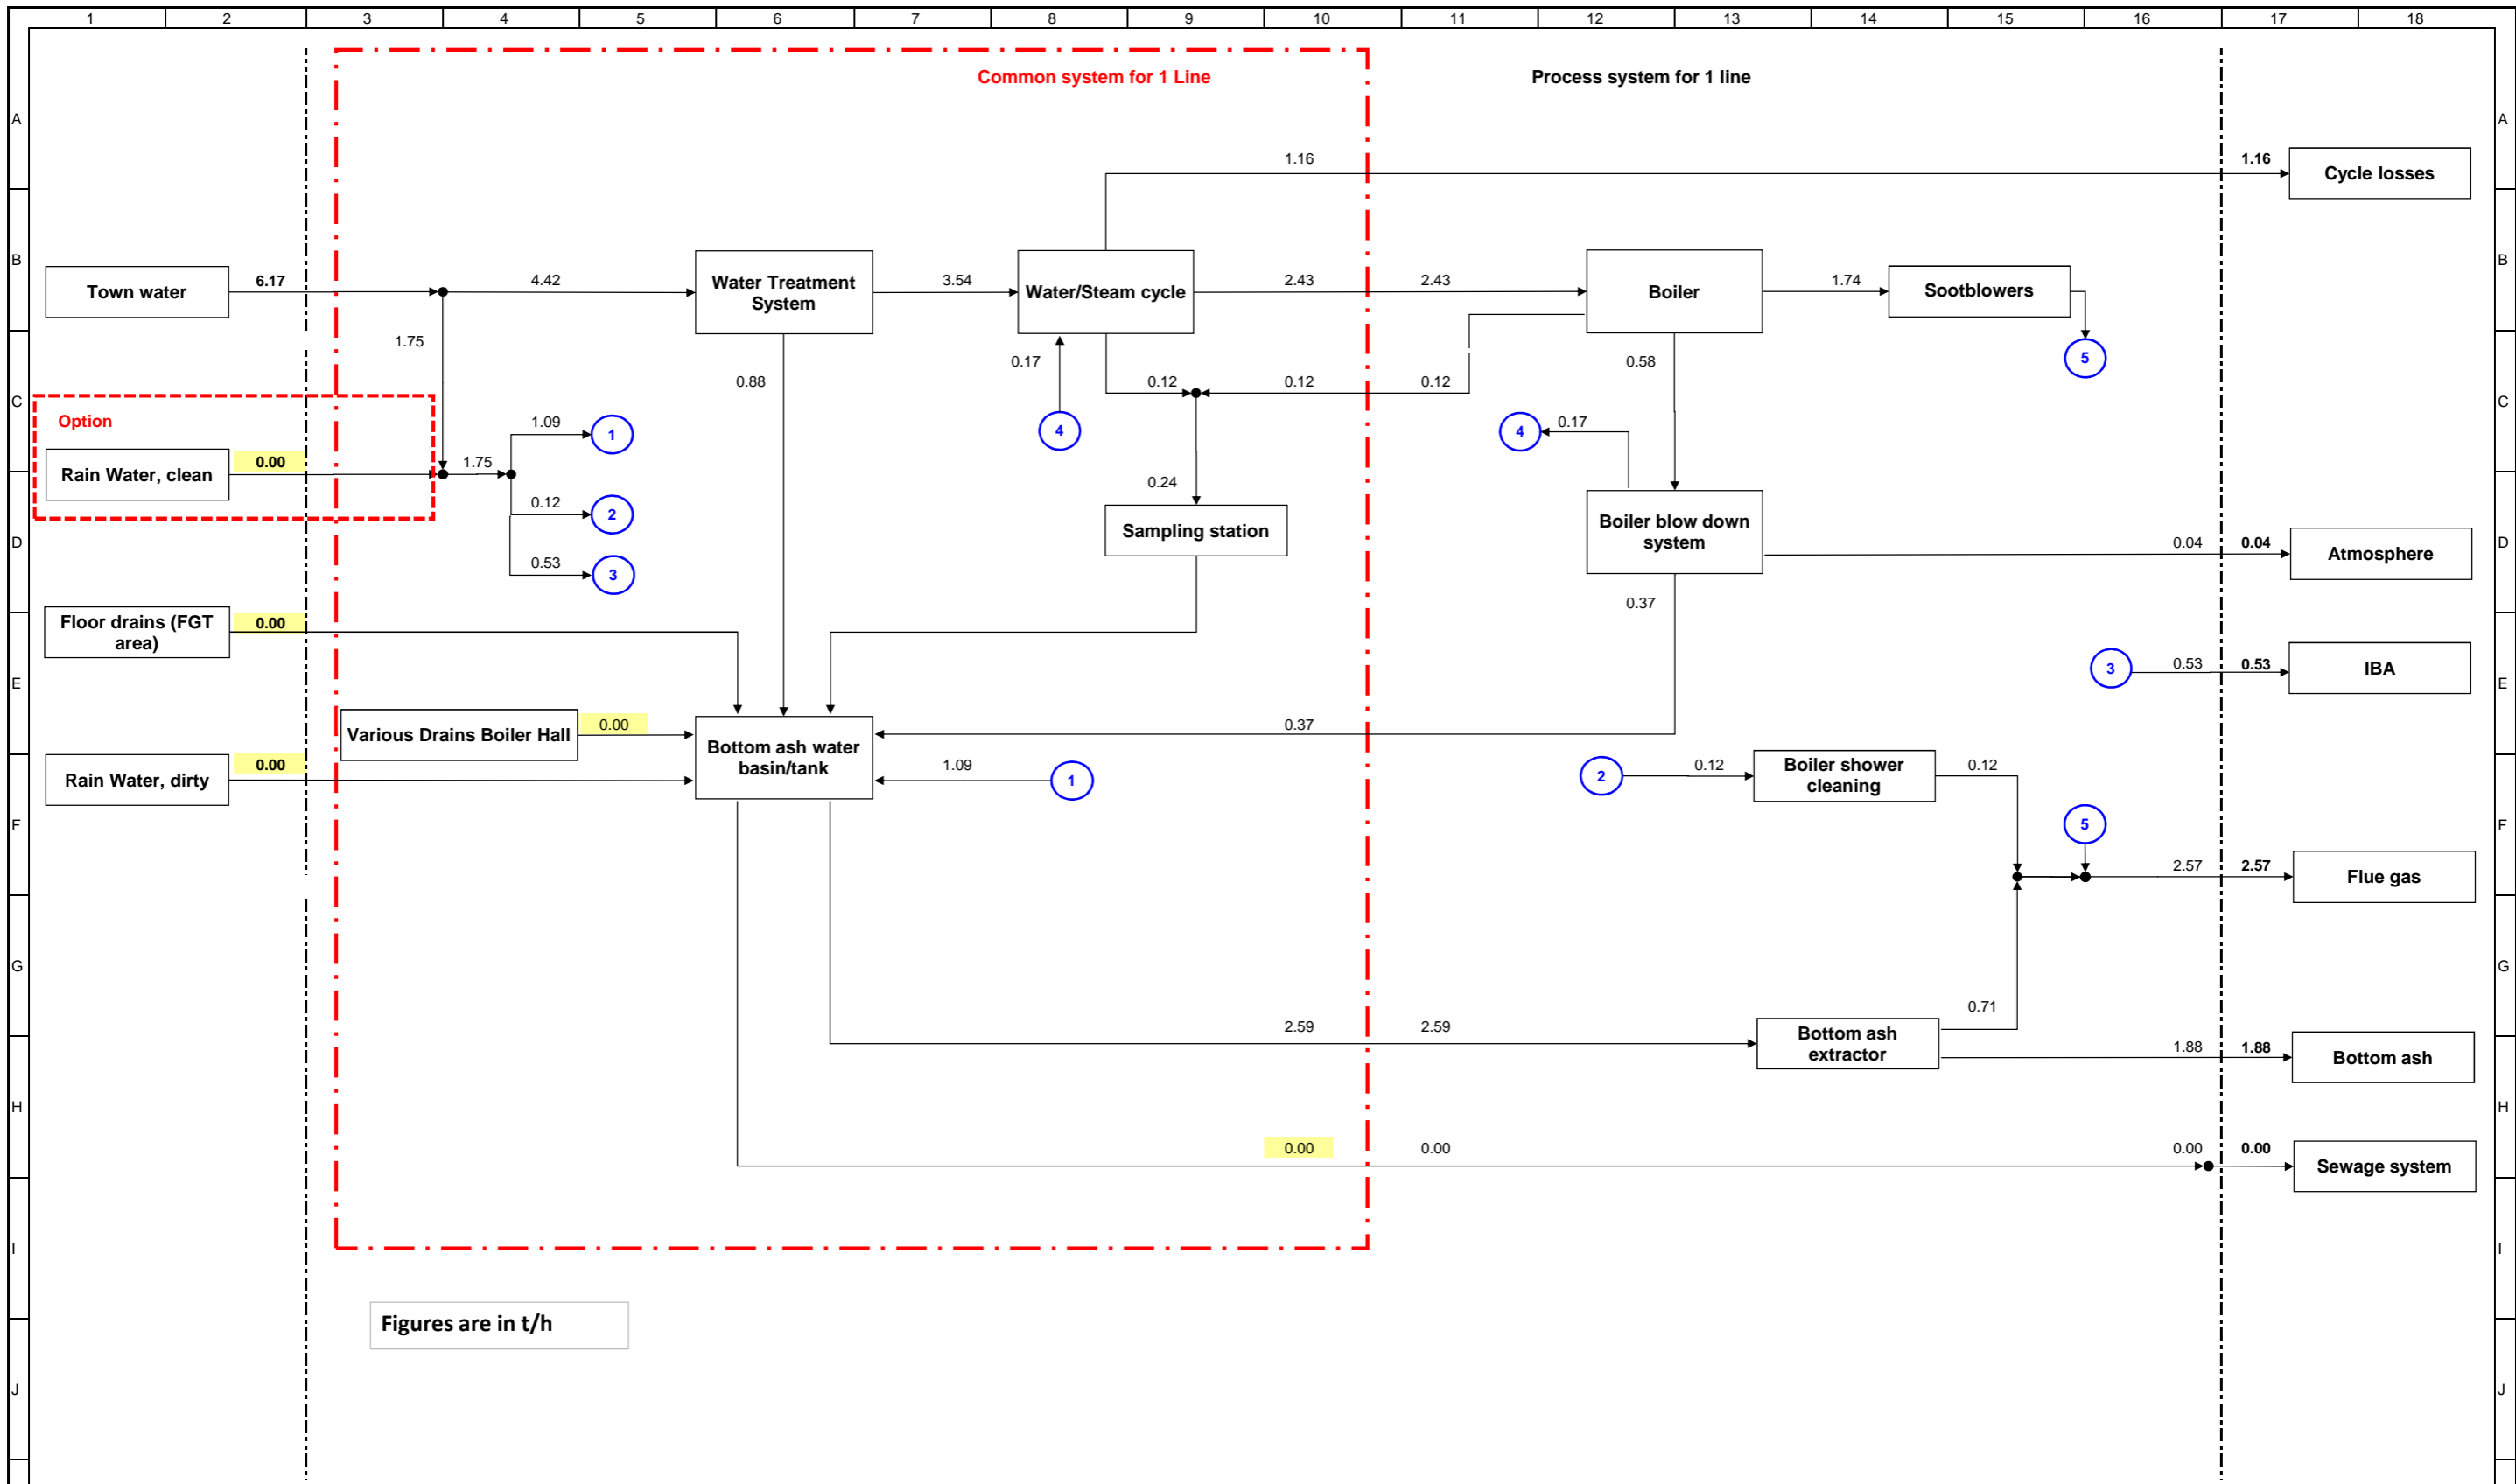 1 2 3 4 5 6 7 8 9 10 11 12 13 14 15 16 17 18
Common system for 1 Line
Process system for 1 line
A
A
1.16
1.16
Cycle losses
B
B
Town water
6.17
4.42
Water Treatment
System
3.54
Water/Steam cycle
2.43
2.43
Boiler
1.74
Sootblowers
1.75
0.88
0.17
0.58
5
C
C
0.12
0.12
0.12
Option
1.09
1
4
4
0.17
Rain Water, clean
0.00
1.75
0.12
2
0.24
Sampling station
Boiler blow down
system
D
D
0.53
3
0.04
0.04
Atmosphere
0.37
Floor drains (FGT
area)
0.00
3
0.53
0.53
IBA
E
E
Various Drains Boiler Hall
0.00
Bottom ash water
basin/tank
0.37
Rain Water, dirty
0.00
1.09
1
2
0.12
Boiler shower
cleaning
0.12
F
F
5
2.57
2.57
Flue gas
G
G
0.71
2.59
2.59
Bottom ash
extractor
1.88
1.88
Bottom ash
H
H
0.00
0.00
0.00
0.00
Sewage system
I
I
Figures are in t/h
J
J